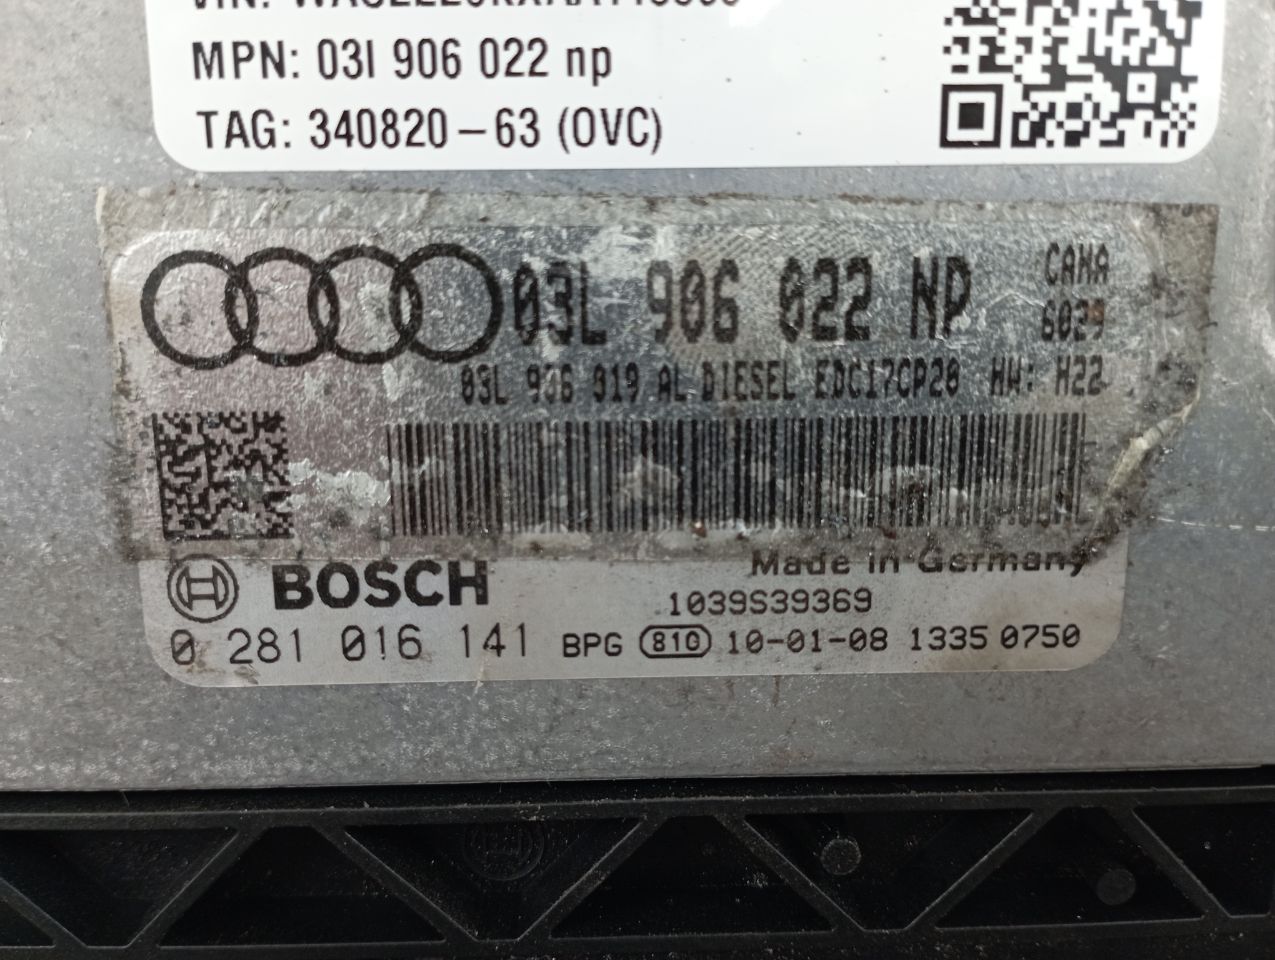 MPN: 03l 906 022 np
TAG: 340820-63 (OVC)
03L 906 022 NP
CAHA
6029
03L 906 019 AL DIESEL EDC17CP20 HW: H22
Made in Germany
BOSCH
1039S39369
0 281 016 141 BPG 810 10-01-08 1335 0750